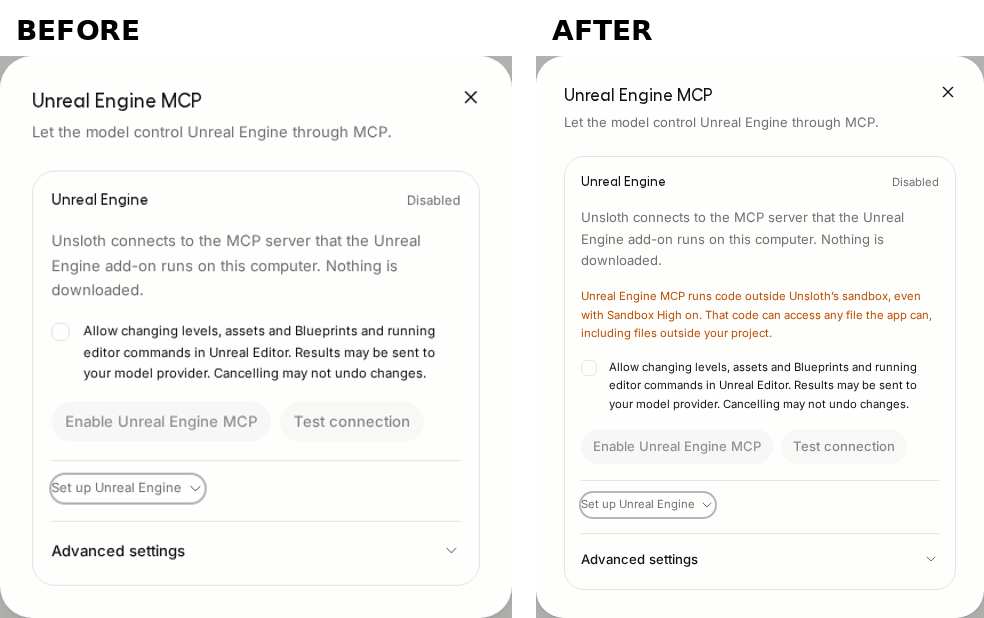 BEFORE
Unreal Engine MCP
Let the model control Unreal Engine through MCP.
Unreal Engine
Disabled
Unsloth connects to the MCP server that the Unreal
Engine add-on runs on this computer. Nothing is
downloaded.
Allow changing levels, assets and Blueprints and running
editor commands in Unreal Editor. Results may be sent to
your model provider. Cancelling may not undo changes.
Enable Unreal Engine MCP
Test connection
Set up Unreal Engine
Advanced settings
AFTER
Unreal Engine MCP
Let the model control Unreal Engine through MCP.
Unreal Engine
Disabled
Unsloth connects to the MCP server that the Unreal
Engine add-on runs on this computer. Nothing is
downloaded.
Unreal Engine MCP runs code outside Unsloth's sandbox, even
with Sandbox High on. That code can access any file the app can,
including files outside your project.
Allow changing levels, assets and Blueprints and running
editor commands in Unreal Editor. Results may be sent to
your model provider. Cancelling may not undo changes.
Enable Unreal Engine MCP
Test connection
Set up Unreal Engine
Advanced settings